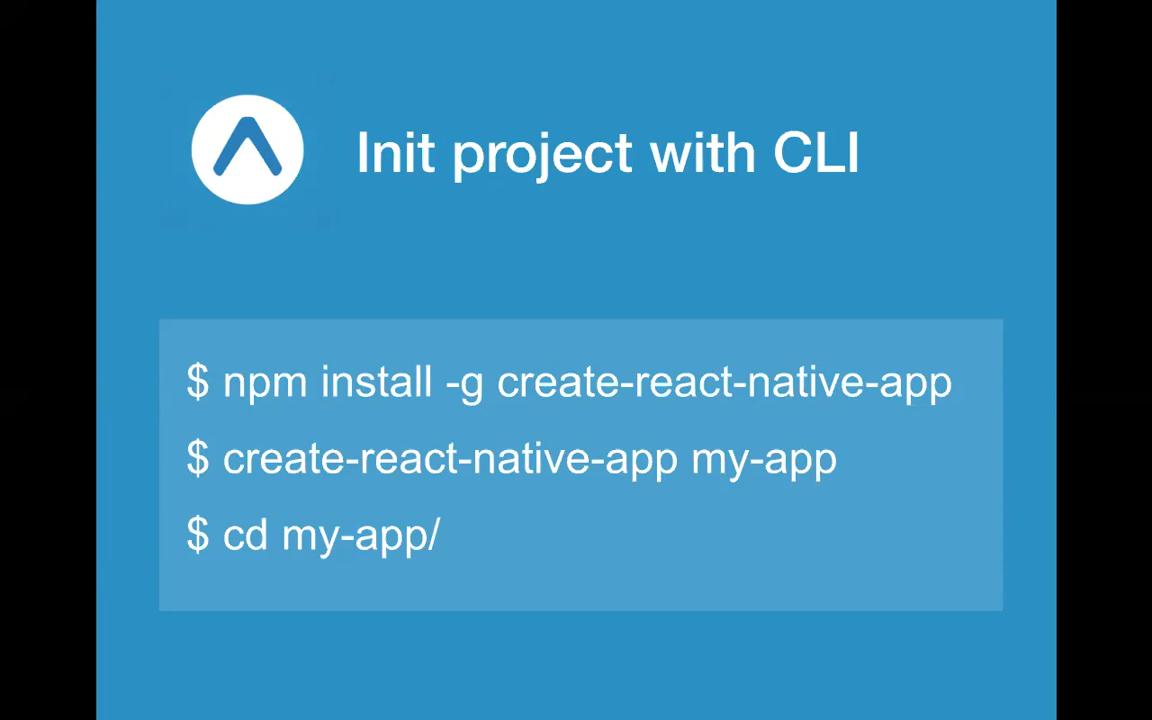 Init project with CLI
$ npm install -g create-react-native-app
$ create-react-native-app my-app
$ cd my-app/